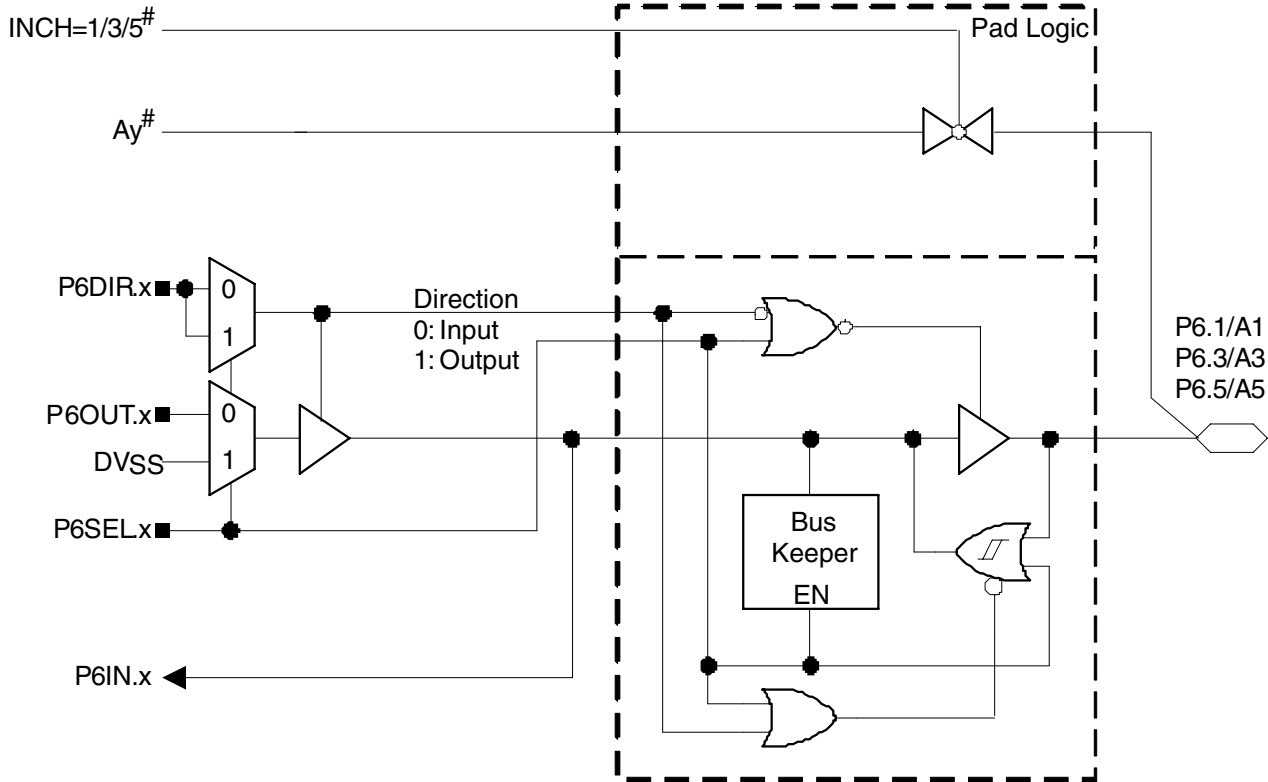 INCH=1/3/5#
Pad Logic
Ay#
P6DIR.x
0
1
Direction
0: Input
1: Output
P6.1/A1
P6.3/A3
P6.5/A5
P6OUT.x
0
DVSS
1
P6SEL.x
Bus
Keeper
EN
P6IN.x